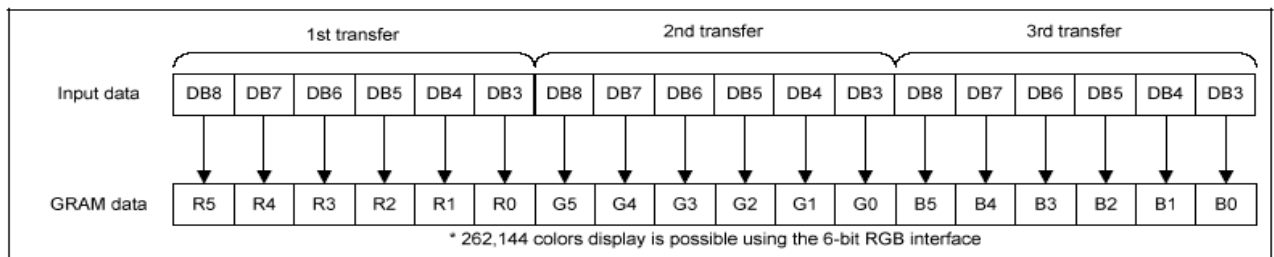 1st transfer 2nd transfer 3rd transfer
Input data DB8 DB7 DB6 DB5 DB4 DB3 DB8 DB7 DB6 DB5 DB4 DB3 DB8 DB7 DB6 DB5 DB4 DB3
GRAM data R5 R4 R3 R2 R1 R0 G5 G4 G3 G2 G1 G0 B5 B4 B3 B2 B1 B0
* 262,144 colors display is possible using the 6-bit RGB interface